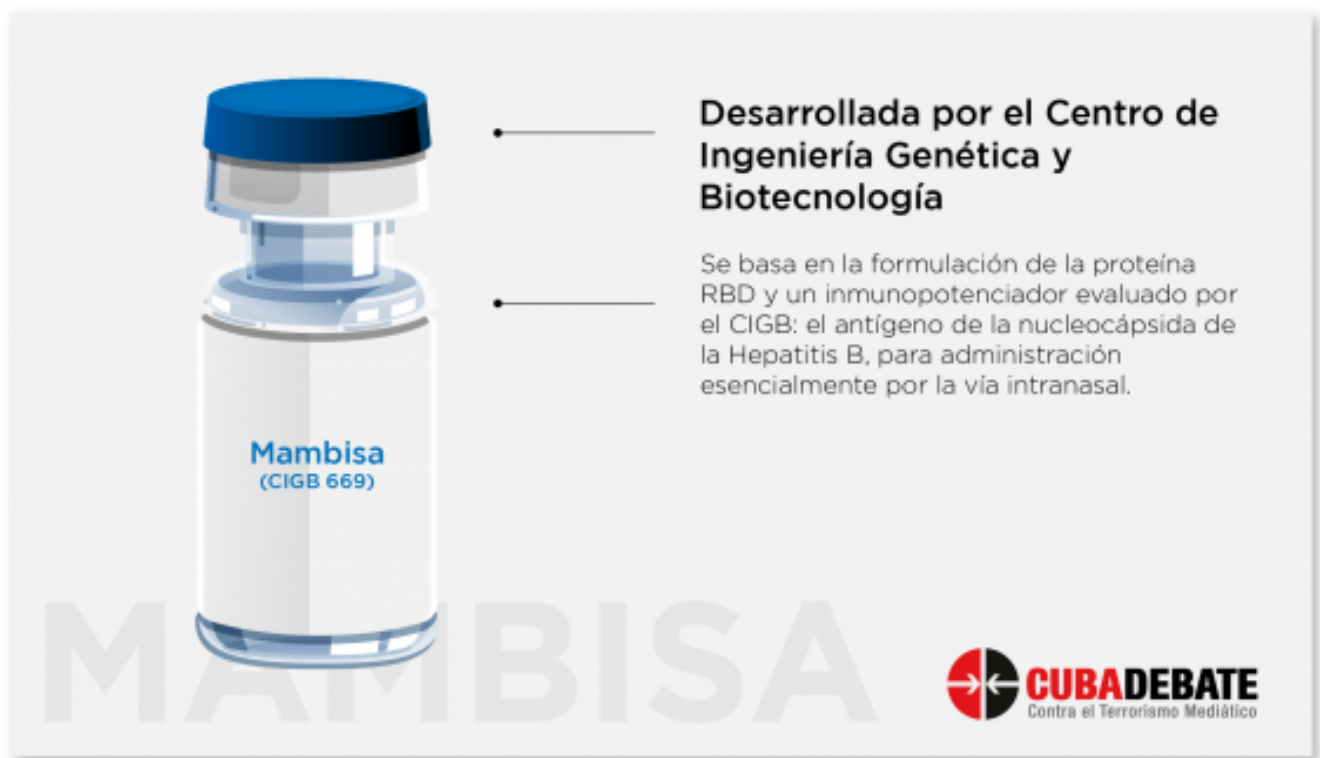 Desarrollada por el Centro de
Ingeniería Genética y
Biotecnología
Se basa en la formulación de la proteína
RBD y un inmunopotenciador evaluado por
el CIGB: el antígeno de la nucleocápsida de
la Hepatitis B, para administración
esencialmente por la vía intranasal.
Mambisa
(CIGB 669)
MAMBISA
CUBADEBATE
Contra el Terrorismo Mediático